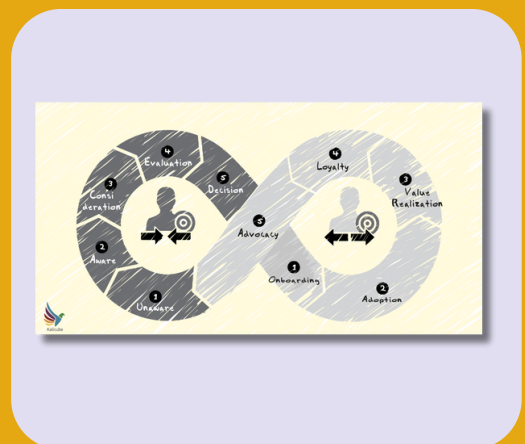 1
Unaware
2
Aware
3
Consi
deration
4
Evaluation
5
Decision
1
Onboarding
2
Adoption
3
Value
Realization
4
Loyalty
5
Advocacy